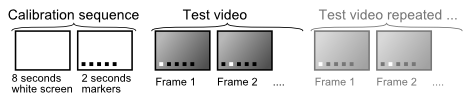 Calibration sequence
Test video
Test video repeated ...
8 seconds
white screen
2 seconds
markers
Frame 1
Frame 2
....
Frame 1
Frame 2
....